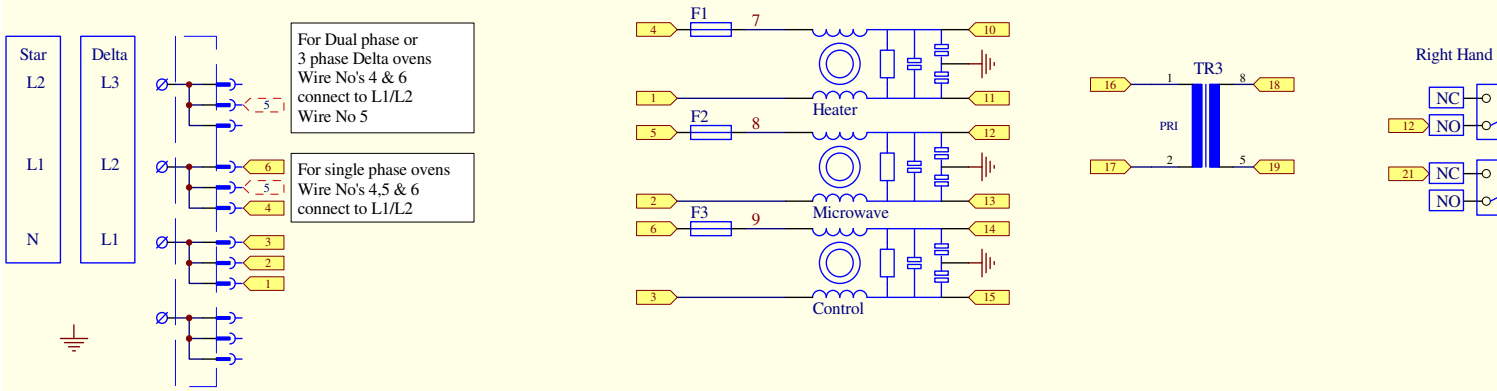 Star
L2
L1
N
Delta
L3
L2
L1
5
6
5
4
3
2
1
For Dual phase or
3 phase Delta ovens
Wire No's 4 & 6
connect to L1/L2
Wire No 5
For single phase ovens
Wire No's 4,5 & 6
connect to L1/L2
F1
4
7
10
1
11
Heater
F2
5
8
12
2
13
Microwave
F3
6
9
14
3
15
Control
TR3
16
1
8
18
PRI
17
2
5
19
Right Hand
NC
12
NO
21
NC
NO